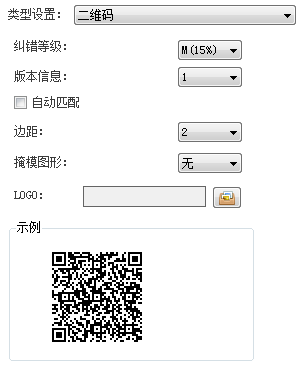 类型设置: 二维码
纠错等级: M(15%)
版本信息: 1
自动匹配
边距: 2
掩模图形: 无
LOGO:
示例